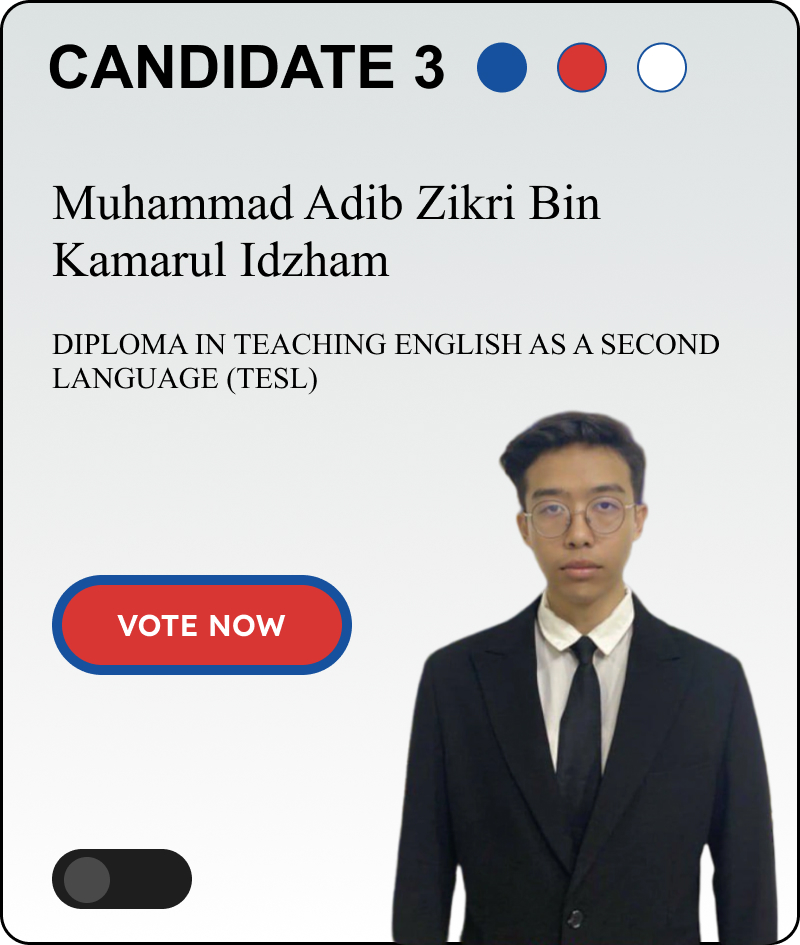 CANDIDATE 3
Muhammad Adib Zikri Bin
Kamarul Idzham
DIPLOMA IN TEACHING ENGLISH AS A SECOND
LANGUAGE (TESL)
VOTE NOW